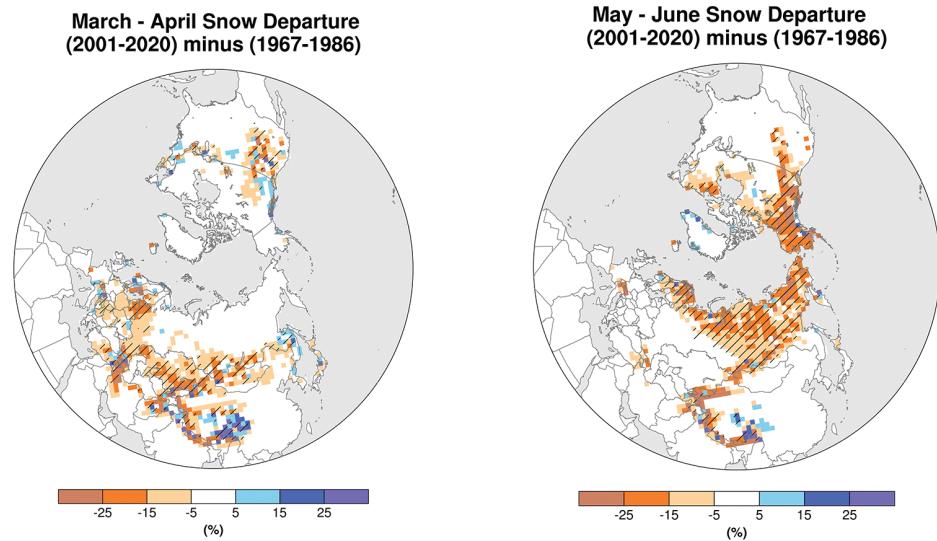 March - April Snow Departure
(2001-2020) minus (1967-1986)
-25 -15 -5 5 15 25
(%)
May - June Snow Departure
(2001-2020) minus (1967-1986)
-25 -15 -5 5 15 25
(%)